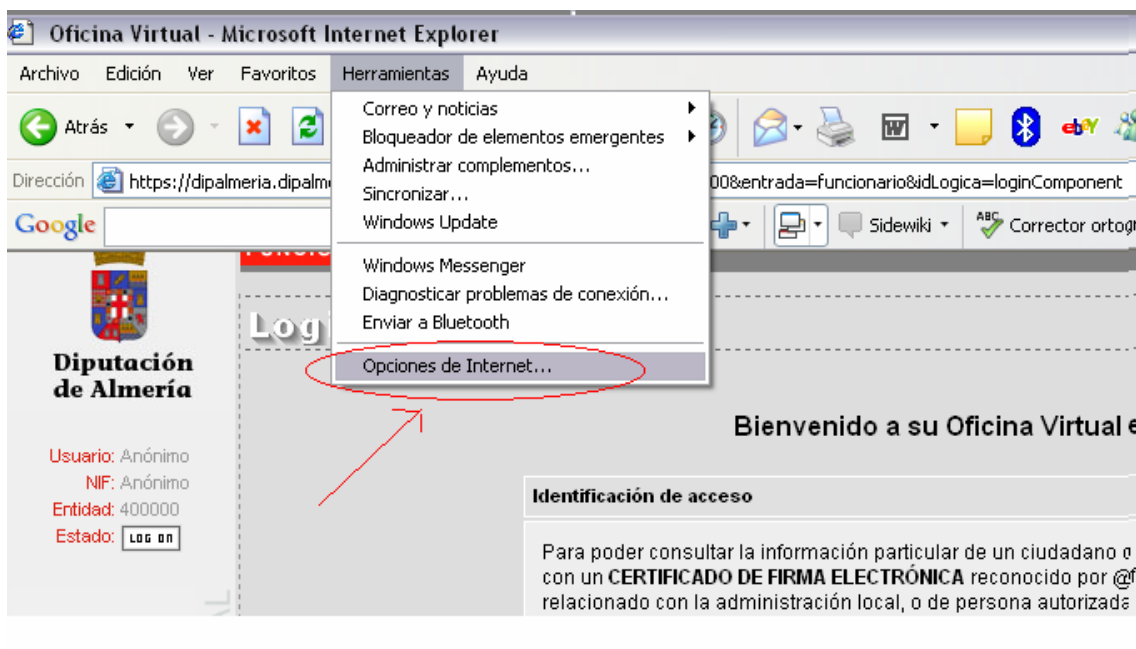 Oficina Virtual - Microsoft Internet Explorer
Archivo Edición Ver Favoritos Herramientas Ayuda
Atrás
Correo y noticias
Bloqueador de elementos emergentes
Administrar complementos...
Sincronizar...
Windows Update
Windows Messenger
Diagnosticar problemas de conexión...
Enviar a Bluetooth
Opciones de Internet...
ebY
Dirección https://dipalmeria.dipalm 00&entrada=funcionario&idLogica=loginComponent
Google Sidewiki ABC Corrector ortog
Log
Diputación
de Almería
Usuario: Anónimo
NIF: Anónimo
Entidad: 400000
Estado: LOG ON
Bienvenido a su Oficina Virtual e
Identificación de acceso
Para poder consultar la información particular de un ciudadano o
con un CERTIFICADO DE FIRMA ELECTRÓNICA reconocido por @f
relacionado con la administración local, o de persona autorizada